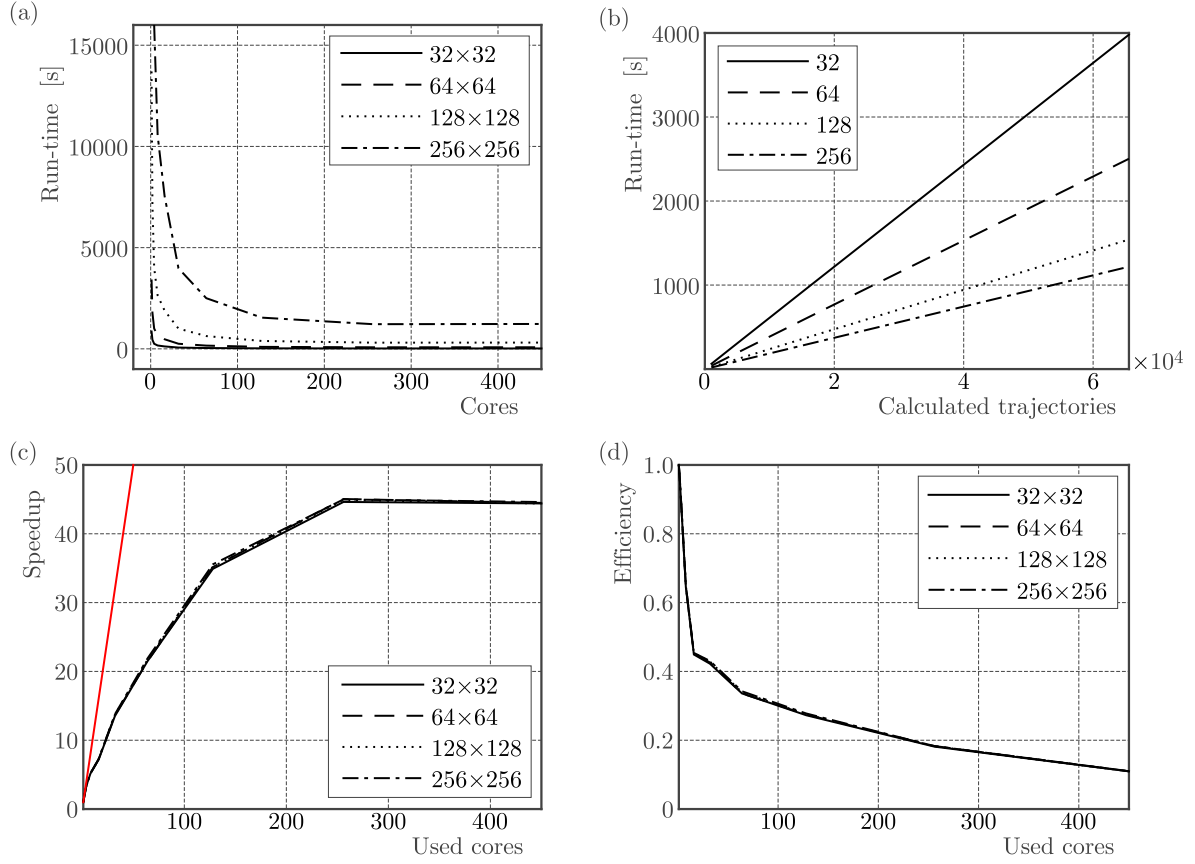 (a)
15000
10000
5000
0
Run-time [s]
32×32
64×64
128×128
256×256
0 100 200 300 400
Cores
(b)
4000
3000
2000
1000
Run-time [s]
32
64
128
256
0 2 4 6
×10⁴
Calculated trajectories
(c)
50
40
30
20
10
0
Speedup
32×32
64×64
128×128
256×256
100 200 300 400
Used cores
(d)
1.0
0.8
0.6
0.4
0.2
0
Efficiency
32×32
64×64
128×128
256×256
100 200 300 400
Used cores